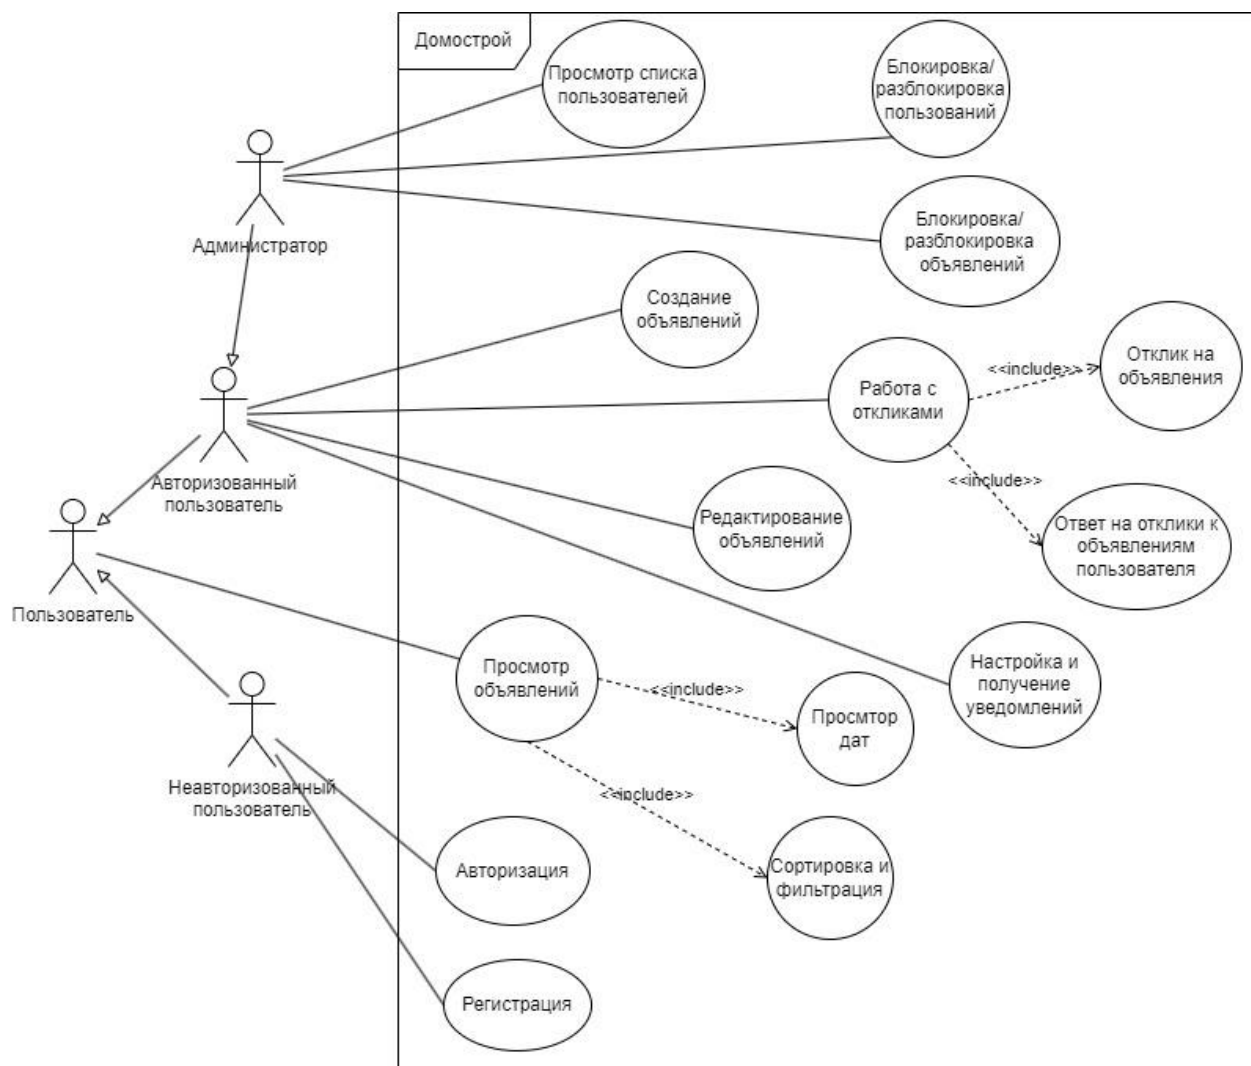 Домострой
Просмотр списка
пользователей
Блокировка/
разблокировка
пользований
Администратор
Блокировка/
разблокировка
объявлений
Создание
объявлений
Работа с
откликами
<<include>>
Отклик на
объявления
<<include>>
Ответ на отклики к
объявлениям
пользователя
Авторизованный
пользователь
Редактирование
объявлений
Пользователь
Просмотр
объявлений
<<include>>
Просмтор
дат
Настройка и
получение
уведомлений
Неавторизованный
пользователь
<<include>>
Сортировка и
фильтрация
Авторизация
Регистрация